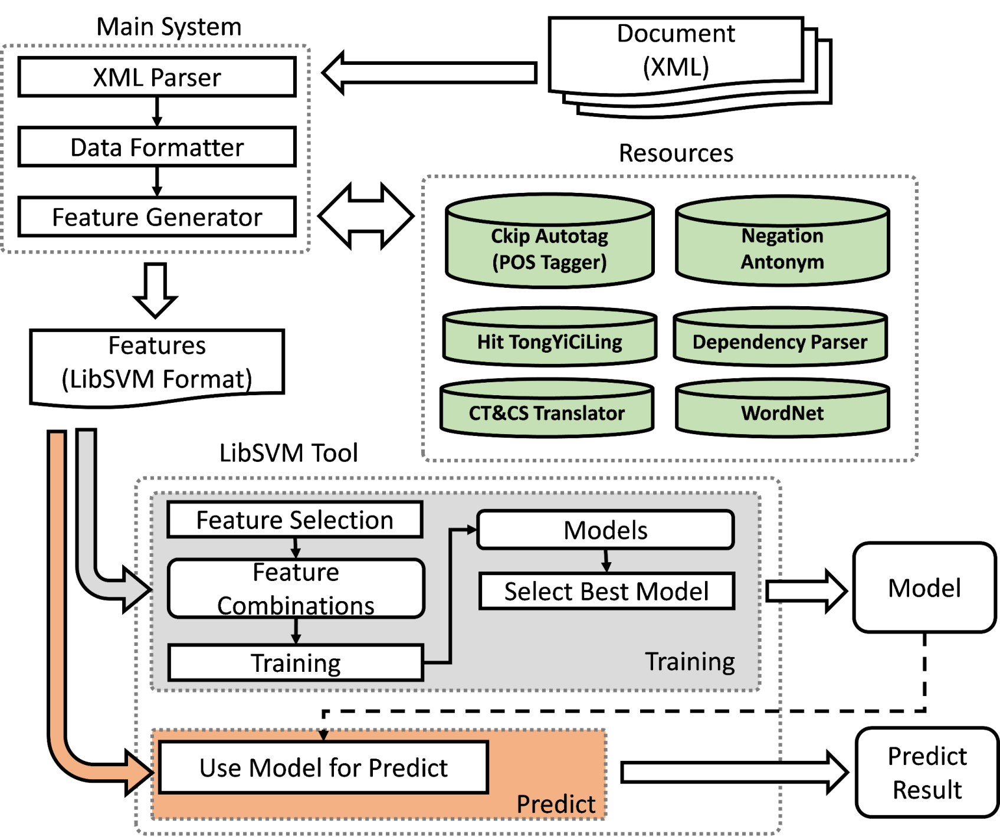 Main System
XML Parser
Data Formatter
Feature Generator
Document
(XML)
Resources
Ckip Autotag
(POS Tagger)
Negation
Antonym
Hit TongYiCiLing
Dependency Parser
CT&CS Translator
WordNet
Features
(LibSVM Format)
LibSVM Tool
Feature Selection
Feature
Combinations
Training
Models
Select Best Model
Training
Model
Use Model for Predict
Predict
Predict
Result